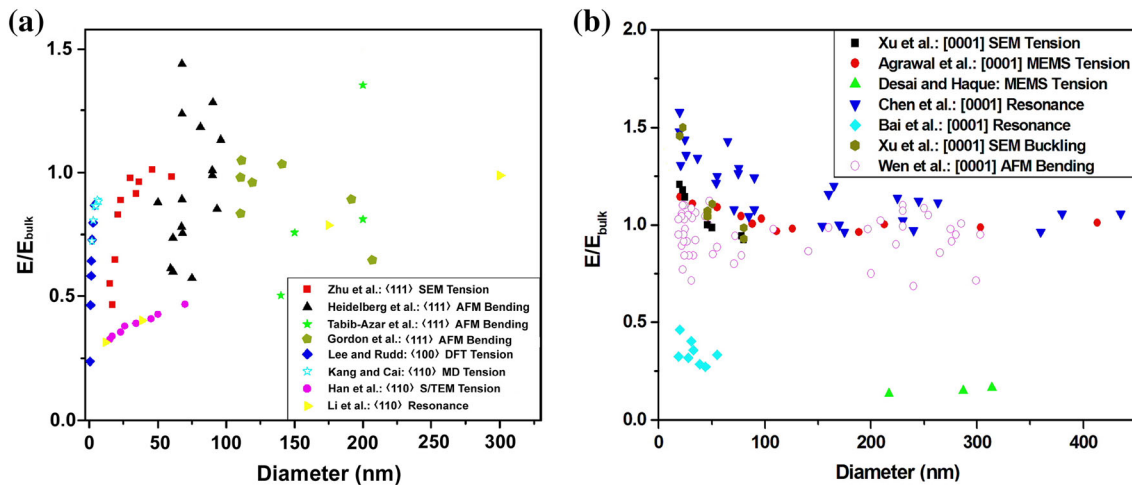 (a)
1.5
1.0
0.5
0.0
E/E_bulk
0
50
100
150
200
250
300
Diameter (nm)
Zhu et al.: ⟨111⟩ SEM Tension
Heidelberg et al.: ⟨111⟩ AFM Bending
Tabib-Azar et al.: ⟨111⟩ AFM Bending
Gordon et al.: ⟨111⟩ AFM Bending
Lee and Rudd: ⟨100⟩ DFT Tension
Kang and Cai: ⟨110⟩ MD Tension
Han et al.: ⟨110⟩ S/TEM Tension
Li et al.: ⟨110⟩ Resonance
(b)
2.0
1.5
1.0
0.5
0.0
E/E_bulk
0
100
200
300
400
Diameter (nm)
Xu et al.: [0001] SEM Tension
Agrawal et al.: [0001] MEMS Tension
Desai and Haque: MEMS Tension
Chen et al.: [0001] Resonance
Bai et al.: [0001] Resonance
Xu et al.: [0001] SEM Buckling
Wen et al.: [0001] AFM Bending